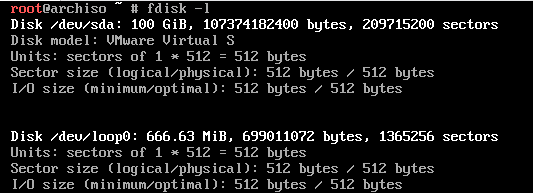 root@archiso ~ # fdisk -l
Disk /dev/sda: 100 GiB, 107374182400 bytes, 209715200 sectors
Disk model: VMware Virtual S
Units: sectors of 1 * 512 = 512 bytes
Sector size (logical/physical): 512 bytes / 512 bytes
I/O size (minimum/optimal): 512 bytes / 512 bytes
Disk /dev/loop0: 666.63 MiB, 699011072 bytes, 1365256 sectors
Units: sectors of 1 * 512 = 512 bytes
Sector size (logical/physical): 512 bytes / 512 bytes
I/O size (minimum/optimal): 512 bytes / 512 bytes